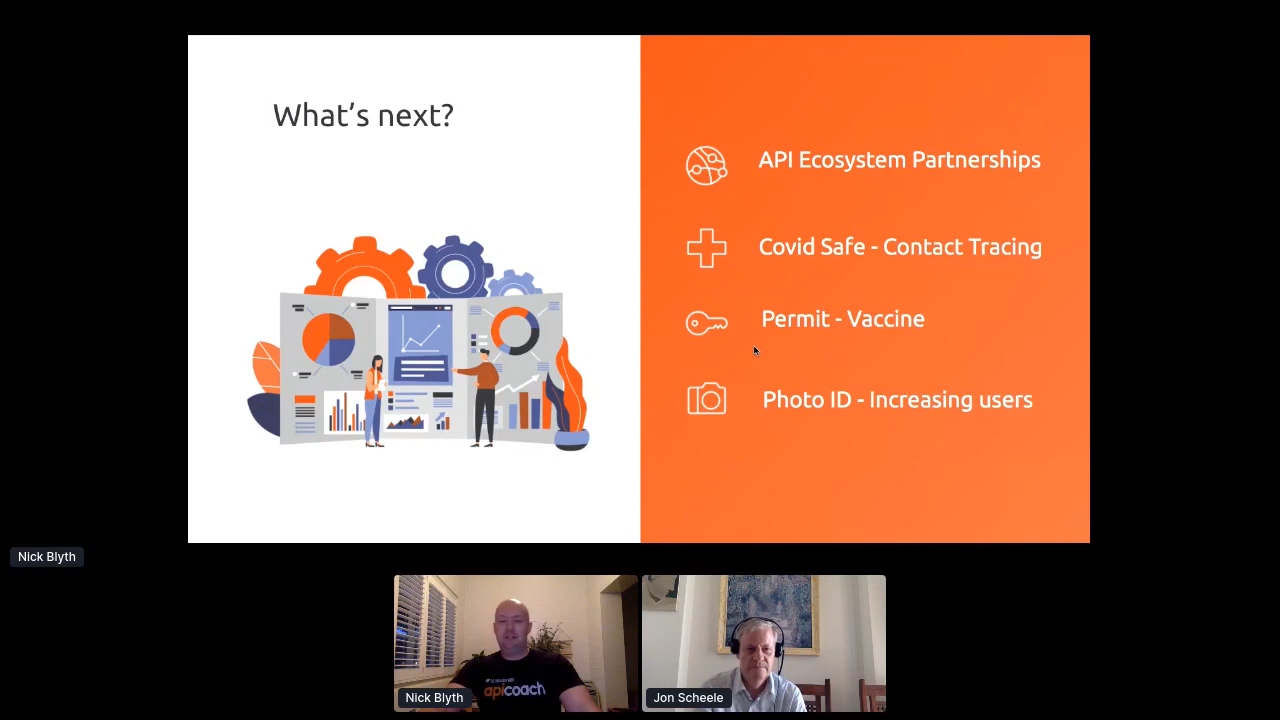 What's next?
API Ecosystem Partnerships
Covid Safe - Contact Tracing
Permit - Vaccine
Photo ID - Increasing users
Nick Blyth
apicoach
Nick Blyth
Jon Scheele